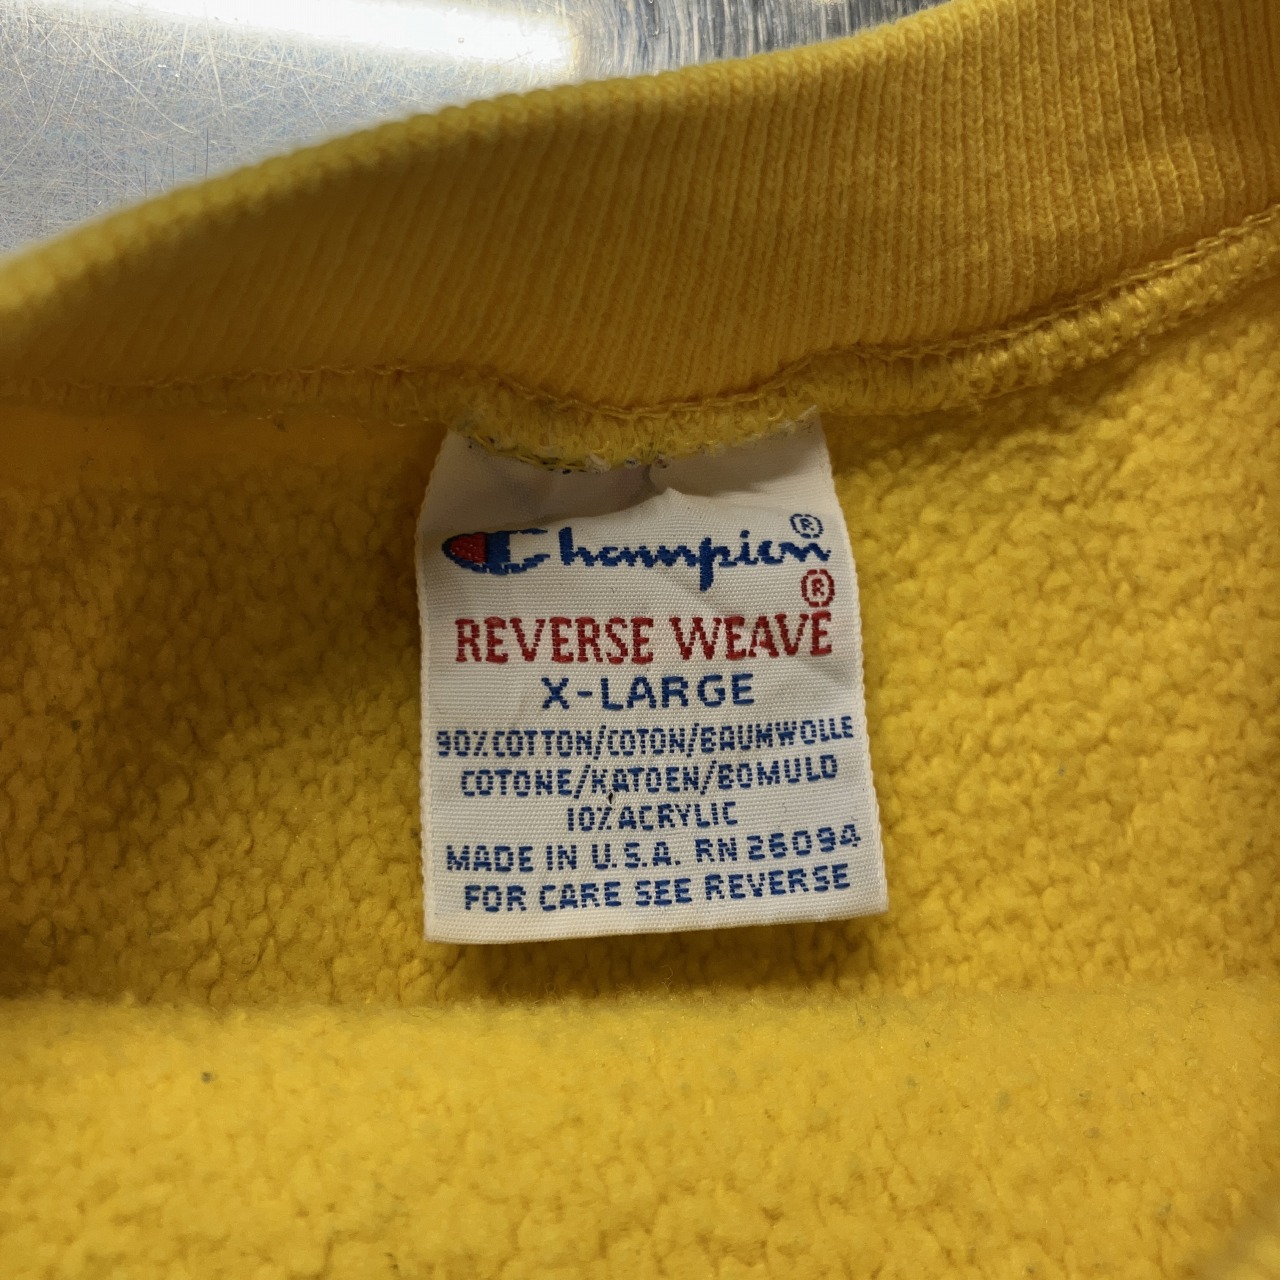 Champion®
REVERSE WEAVE®
X-LARGE
90% COTTON/COTON/BAUMWOLLE
COTONE/KATOEN/BOMULD
10% ACRYLIC
MADE IN U.S.A. RN 26094
FOR CARE SEE REVERSE